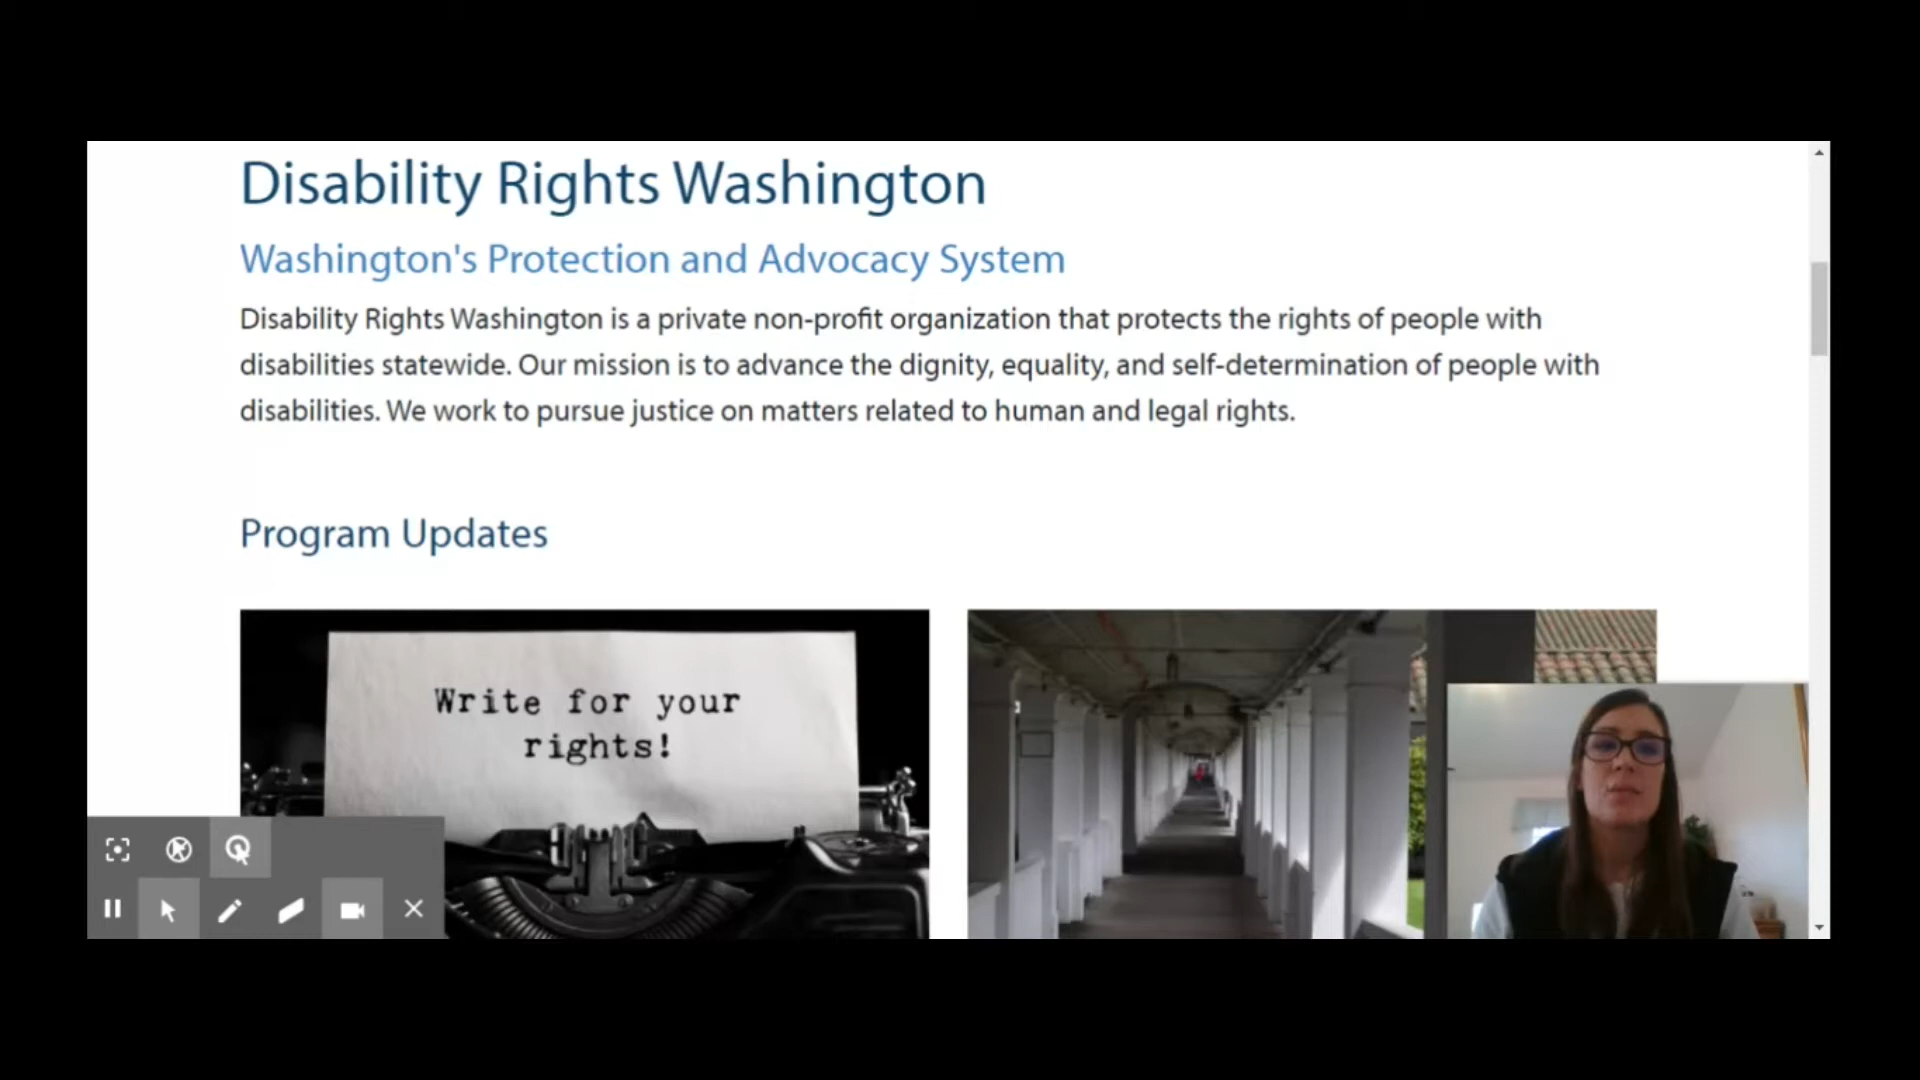 Disability Rights Washington
Washington's Protection and Advocacy System
Disability Rights Washington is a private non-profit organization that protects the rights of people with
disabilities statewide. Our mission is to advance the dignity, equality, and self-determination of people with
disabilities. We work to pursue justice on matters related to human and legal rights.
Program Updates
Write for your
rights!